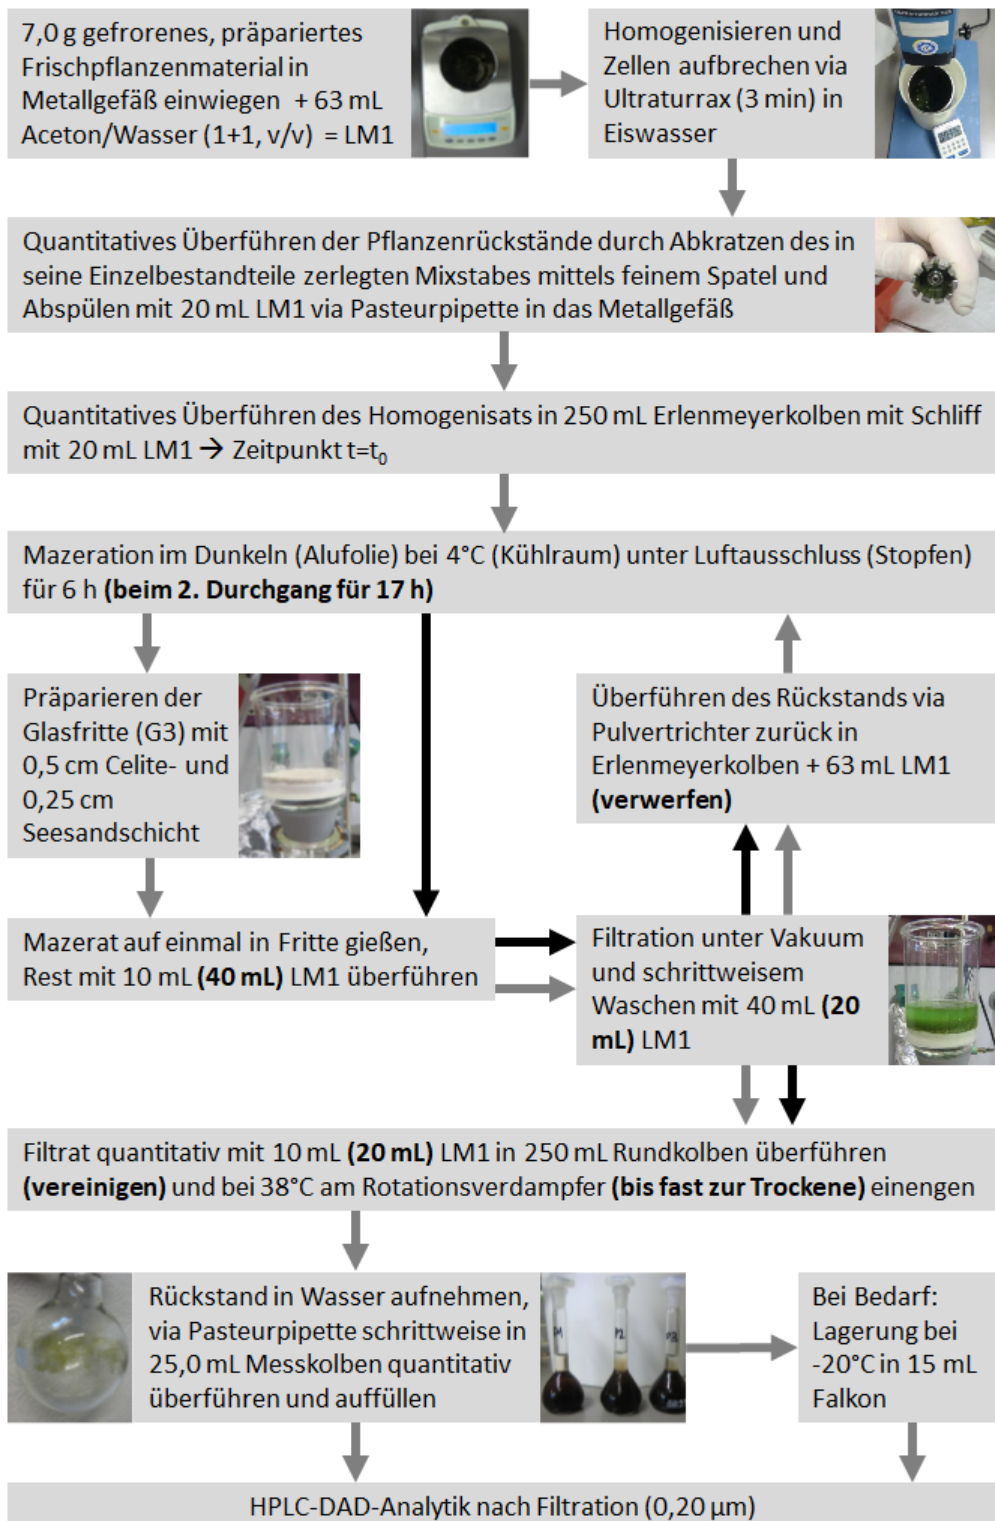 7,0 g gefrorenes, präpariertes
Frischpflanzenmaterial in
Metallgefäß einwiegen + 63 mL
Aceton/Wasser (1+1, v/v) = LM1
Homogenisieren und
Zellen aufbrechen via
Ultraturrax (3 min) in
Eiswasser
Quantitatives Überführen der Pflanzenrückstände durch Abkratzen des in
seine Einzelbestandteile zerlegten Mixstabes mittels feinem Spatel und
Abspülen mit 20 mL LM1 via Pasteurpipette in das Metallgefäß
Quantitatives Überführen des Homogenisats in 250 mL Erlenmeyerkolben mit Schliff
mit 20 mL LM1 → Zeitpunkt t=t₀
Mazeration im Dunkeln (Alufolie) bei 4°C (Kühlraum) unter Luftausschluss (Stopfen)
für 6 h (beim 2. Durchgang für 17 h)
Präparieren der
Glasfritte (G3) mit
0,5 cm Celite- und
0,25 cm
Seesandschicht
Überführen des Rückstands via
Pulvertrichter zurück in
Erlenmeyerkolben + 63 mL LM1
(verwerfen)
Mazerat auf einmal in Fritte gießen,
Rest mit 10 mL (40 mL) LM1 überführen
Filtration unter Vakuum
und schrittweisem
Waschen mit 40 mL (20
mL) LM1
Filtrat quantitativ mit 10 mL (20 mL) LM1 in 250 mL Rundkolben überführen
(vereinigen) und bei 38°C am Rotationsverdampfer (bis fast zur Trockene) einengen
Rückstand in Wasser aufnehmen,
via Pasteurpipette schrittweise in
25,0 mL Messkolben quantitativ
überführen und auffüllen
Bei Bedarf:
Lagerung bei
-20°C in 15 mL
Falkon
HPLC-DAD-Analytik nach Filtration (0,20 µm)